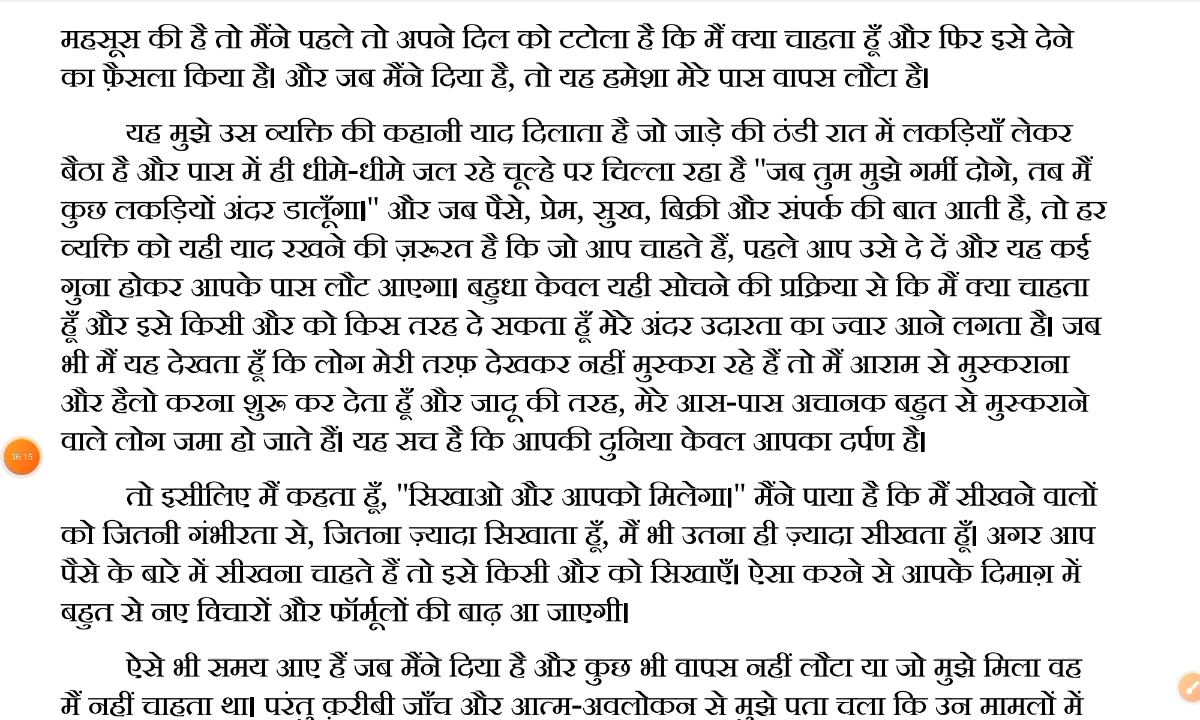 महसूस की है तो मैंने पहले तो अपने दिल को टटोला है कि मैं क्या चाहता हूँ और फिर इसे देने
का फ़ैसला किया है। और जब मैंने दिया है, तो यह हमेशा मेरे पास वापस लौटा है।
यह मुझे उस व्यक्ति की कहानी याद दिलाता है जो जाड़े की ठंडी रात में लकड़ियाँ लेकर
बैठा है और पास में ही धीमे-धीमे जल रहे चूल्हे पर चिल्ला रहा है "जब तुम मुझे गर्मी दोगे, तब मैं
कुछ लकड़ियों अंदर डालूँगा।" और जब पैसे, प्रेम, सुख, बिक्री और संपर्क की बात आती है, तो हर
व्यक्ति को यही याद रखने की ज़रूरत है कि जो आप चाहते हैं, पहले आप उसे दे दें और यह कई
गुना होकर आपके पास लौट आएगा। बहुधा केवल यही सोचने की प्रक्रिया से कि मैं क्या चाहता
हूँ और इसे किसी और को किस तरह दे सकता हूँ मेरे अंदर उदारता का ज्वार आने लगता है। जब
भी मैं यह देखता हूँ कि लोग मेरी तरफ़ देखकर नहीं मुस्करा रहे हैं तो मैं आराम से मुस्कराना
और हैलो करना शुरू कर देता हूँ और जादू की तरह, मेरे आस-पास अचानक बहुत से मुस्कराने
वाले लोग जमा हो जाते हैं। यह सच है कि आपकी दुनिया केवल आपका दर्पण है।
36:15
तो इसीलिए मैं कहता हूँ, "सिखाओ और आपको मिलेगा।" मैंने पाया है कि मैं सीखने वालों
को जितनी गंभीरता से, जितना ज़्यादा सिखाता हूँ, मैं भी उतना ही ज़्यादा सीखता हूँ। अगर आप
पैसे के बारे में सीखना चाहते हैं तो इसे किसी और को सिखाएँ। ऐसा करने से आपके दिमाग़ में
बहुत से नए विचारों और फॉर्मूलों की बाढ़ आ जाएगी।
ऐसे भी समय आए हैं जब मैंने दिया है और कुछ भी वापस नहीं लौटा या जो मुझे मिला वह
मैं नहीं चाहता था। परंतु क़रीबी जाँच और आत्म-अवलोकन से मुझे पता चला कि उन मामलों में